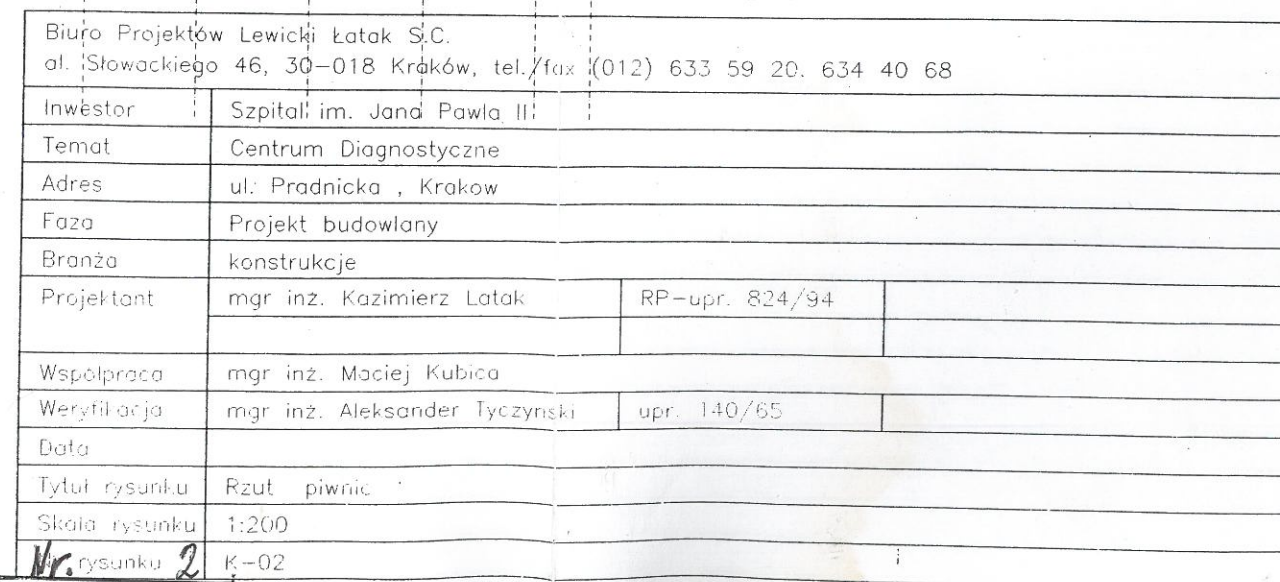 Biuro Projektów Lewicki Łatak S.C.
al. Słowackiego 46, 30-018 Kraków, tel./fax (012) 633 59 20. 634 40 68
Inwestor Szpital im. Jana Pawla II
Temat Centrum Diagnostyczne
Adres ul. Pradnicka , Krakow
Faza Projekt budowlany
Branża konstrukcje
Projektant mgr inż. Kazimierz Latak RP-upr. 824/94
Wspolpraca mgr inż. Maciej Kubica
Weryfikacja mgr inż. Aleksander Tyczynski upr. 140/65
Data
Tytuł rysunku Rzut piwnic
Skala rysunku 1:200
Nr. rysunku 2 K-02